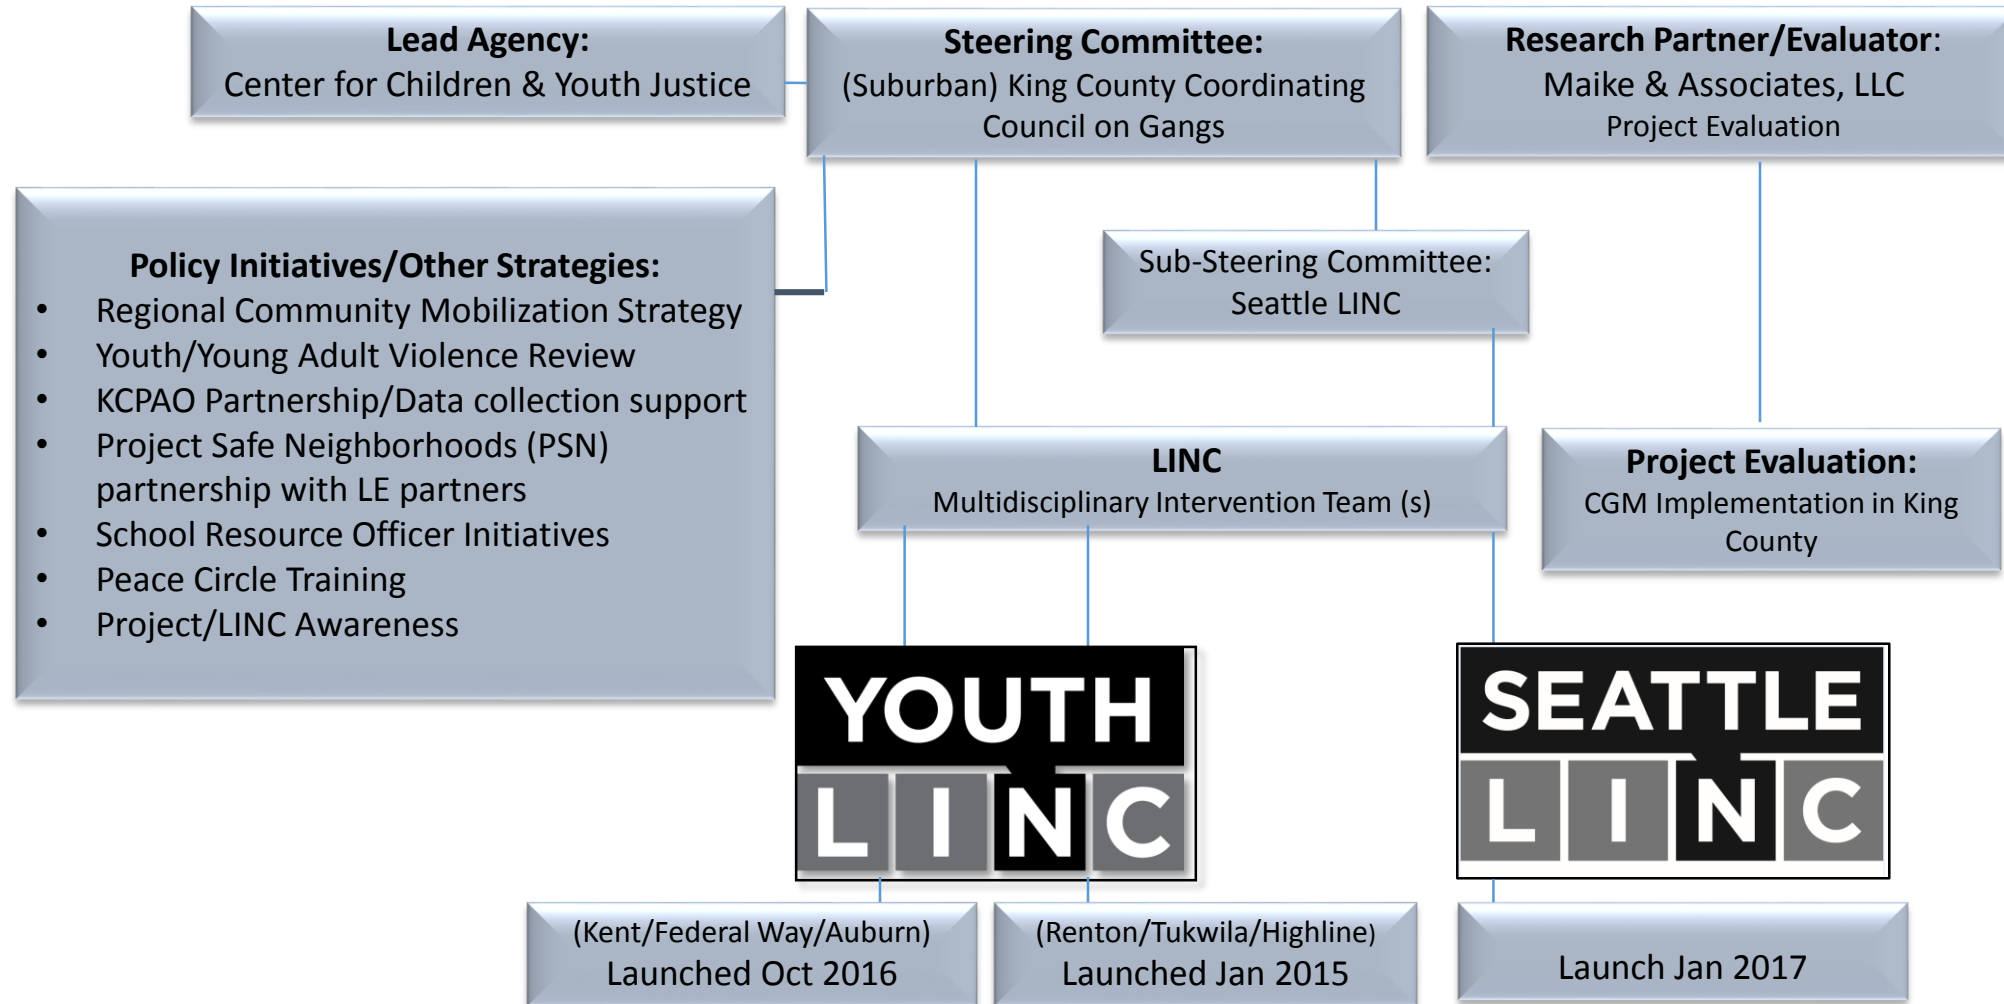 Lead Agency:
Center for Children & Youth Justice
Steering Committee:
(Suburban) King County Coordinating
Council on Gangs
Research Partner/Evaluator:
Maike & Associates, LLC
Project Evaluation
Policy Initiatives/Other Strategies:
• Regional Community Mobilization Strategy
• Youth/Young Adult Violence Review
• KCPAO Partnership/Data collection support
• Project Safe Neighborhoods (PSN)
partnership with LE partners
• School Resource Officer Initiatives
• Peace Circle Training
• Project/LINC Awareness
Sub-Steering Committee:
Seattle LINC
LINC
Multidisciplinary Intervention Team (s)
Project Evaluation:
CGM Implementation in King
County
YOUTH
LINC
SEATTLE
LINC
(Kent/Federal Way/Auburn)
Launched Oct 2016
(Renton/Tukwila/Highline)
Launched Jan 2015
Launch Jan 2017